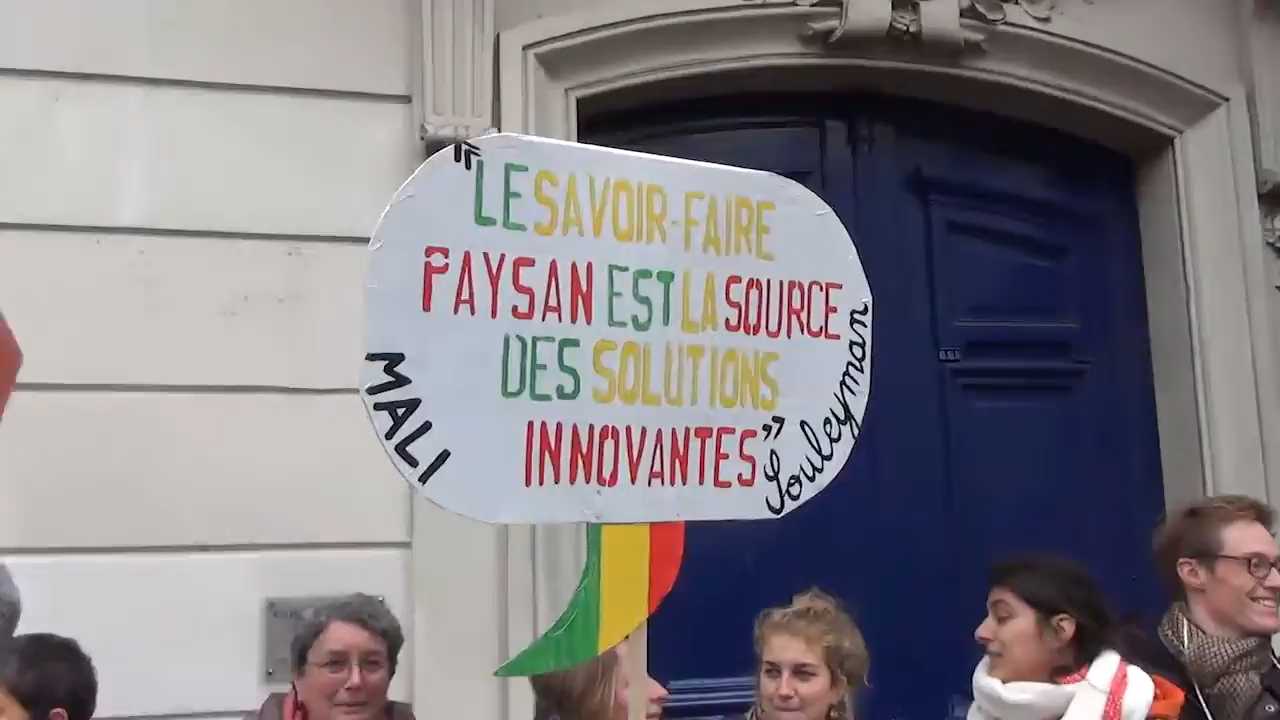 "LE SAVOIR-FAIRE
PAYSAN EST LA SOURCE
DES SOLUTIONS
INNOVANTES"
MALI
Souleyman